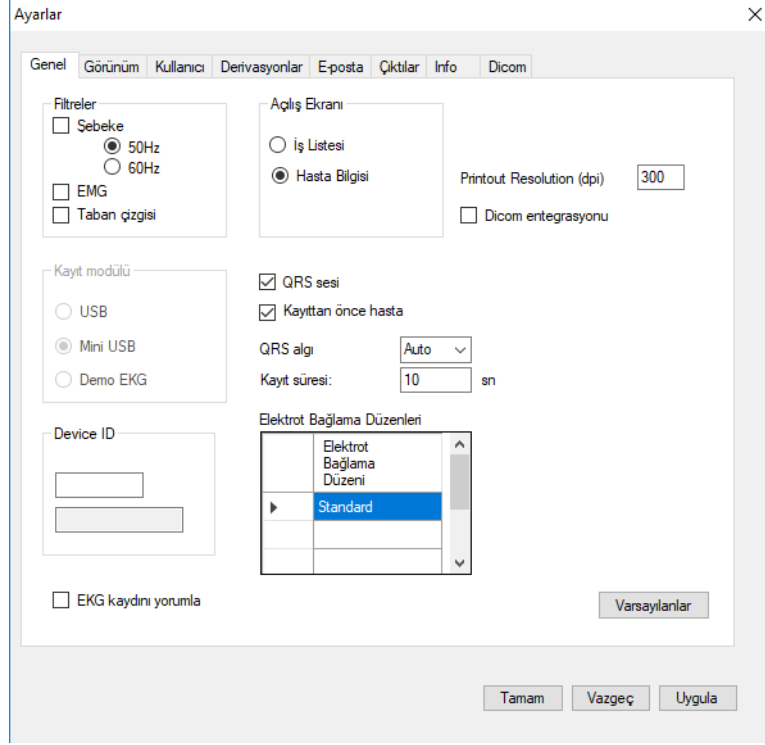 Ayarlar
Genel Görünüm Kullanıcı Derivasyonlar E-posta Çıktılar Info Dicom
Filtreler
Şebeke
50Hz
60Hz
EMG
Taban çizgisi
Açılış Ekranı
İş Listesi
Hasta Bilgisi
Printout Resolution (dpi) 300
Dicom entegrasyonu
Kayıt modülü
USB
Mini USB
Demo EKG
QRS sesi
Kayıttan önce hasta
QRS algı Auto
Kayıt süresi: 10 sn
Device ID
Elektrot Bağlama Düzenleri
Elektrot
Bağlama
Düzeni
Standard
EKG kaydını yorumla
Varsayılanlar
Tamam Vazgeç Uygula